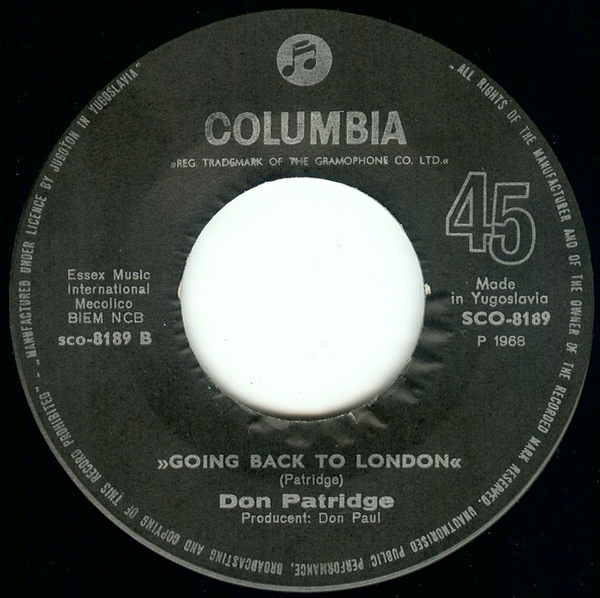 COLUMBIA
»REG. TRADEMARK OF THE GRAMOPHONE CO. LTD.«
45
Essex Music
International
Mecolico
BIEM NCB
sco-8189 B
Made
in Yugoslavia
SCO-8189
P 1968
»GOING BACK TO LONDON«
(Patridge)
Don Patridge
Producent: Don Paul
„MANUFACTURED UNDER LICENCE BY JUGOTON IN YUGOSLAVIA”
„ALL RIGHTS OF THE MANUFACTURER AND OF THE OWNER OF THE RECORDED MARK RESERVED. UNAUTHORISED PUBLIC PERFORMANCE, BROADCASTING AND COPYING OF THIS RECORD PROHIBITED”